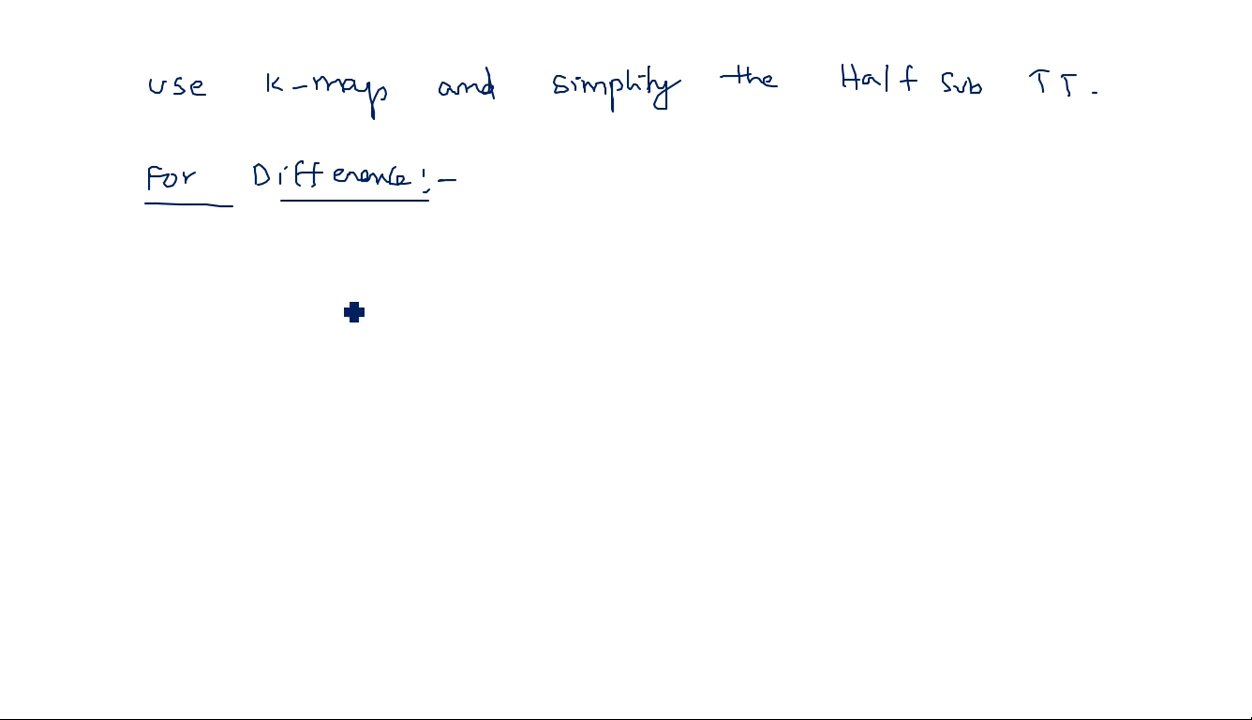 use k-map and simplify the Half Sub TT.
For Difference:-